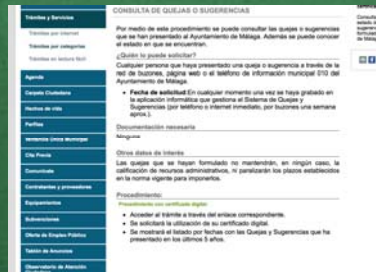 Trámites y Servicios
Trámites por internet
Trámites por categorías
Trámites en lectura fácil
Agenda
Carpeta Ciudadana
Hechos de vida
Perfiles
Ventanilla Única Municipal
Cita Previa
Comunícate
Contratantes y proveedores
Equipamientos
Subvenciones
Oferta de Empleo Público
Tablón de Anuncios
Observatorio de Atención
CONSULTA DE QUEJAS O SUGERENCIAS
Por medio de este procedimiento se puede consultar las quejas o sugerencias
que se han presentado al Ayuntamiento de Málaga. Además se puede conocer
el estado en que se encuentran.
¿Quién lo puede solicitar?
Cualquier persona que haya presentado una queja o sugerencia a través de la
red de buzones, página web o el teléfono de información municipal 010 del
Ayuntamiento de Málaga.
• Fecha de solicitud:En cualquier momento una vez se haya grabado en
la aplicación informática que gestiona el Sistema de Quejas y
Sugerencias (por teléfono o internet inmediato, por buzones una semana
aprox.).
Documentación necesaria
Ninguna
Otros datos de interés
Las quejas que se hayan formulado no mantendrán, en ningún caso, la
calificación de recursos administrativos, ni paralizarán los plazos establecidos
en la norma vigente para imponerlos.
Procedimiento:
Procedimiento con certificado digital:
• Acceder al trámite a través del enlace correspondiente.
• Se solicitará la utilización de su certificado digital.
• Se mostrará el listado por fechas con las Quejas y Sugerencias que ha
presentado en los últimos 5 años.